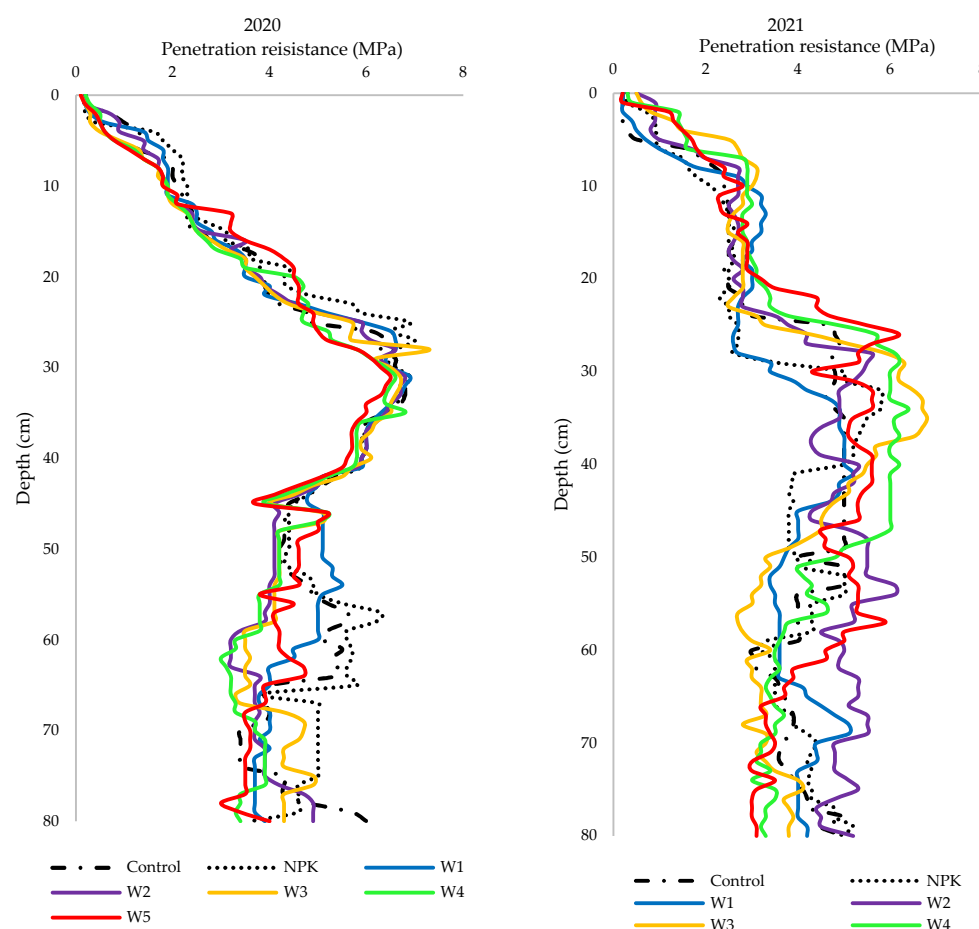 2020
Penetration reisistance (MPa)
0 2 4 6 8
0
10
20
30
40
50
60
70
80
Depth (cm)
Control NPK W1
W2 W3 W4
W5
2021
Penetration resistance (MPa)
0 2 4 6 8
0
10
20
30
40
50
60
70
80
Depth (cm)
Control NPK
W1 W2
W3 W4